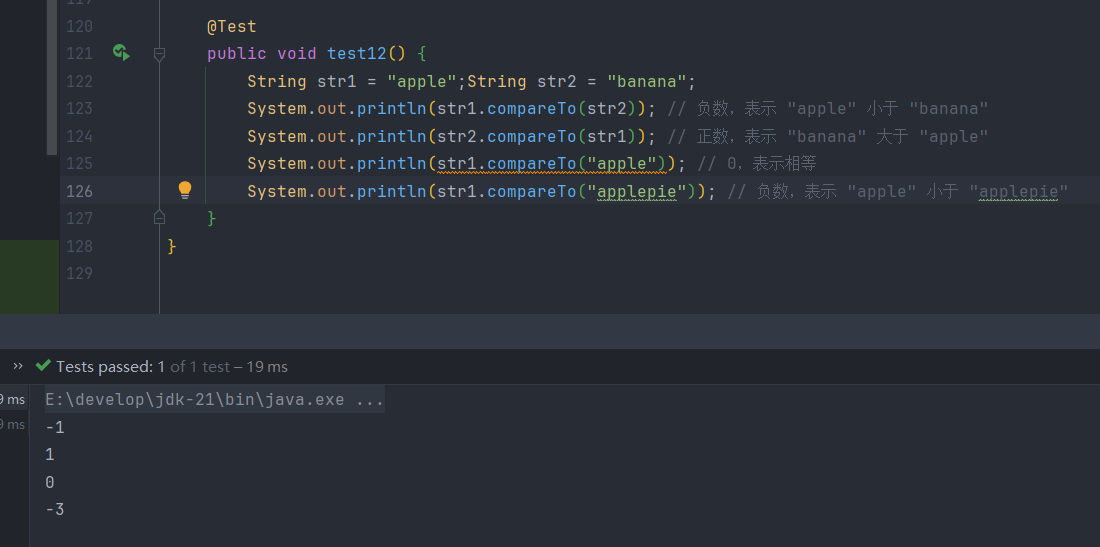 120 @Test
121 public void test12() {
122 String str1 = "apple";String str2 = "banana";
123 System.out.println(str1.compareTo(str2)); // 负数，表示 "apple" 小于 "banana"
124 System.out.println(str2.compareTo(str1)); // 正数，表示 "banana" 大于 "apple"
125 System.out.println(str1.compareTo("apple")); // 0，表示相等
126 System.out.println(str1.compareTo("applepie")); // 负数，表示 "apple" 小于 "applepie"
127 }
128 }
129
» Tests passed: 1 of 1 test – 19 ms
9 ms E:\develop\jdk-21\bin\java.exe ...
9 ms -1
1
0
-3